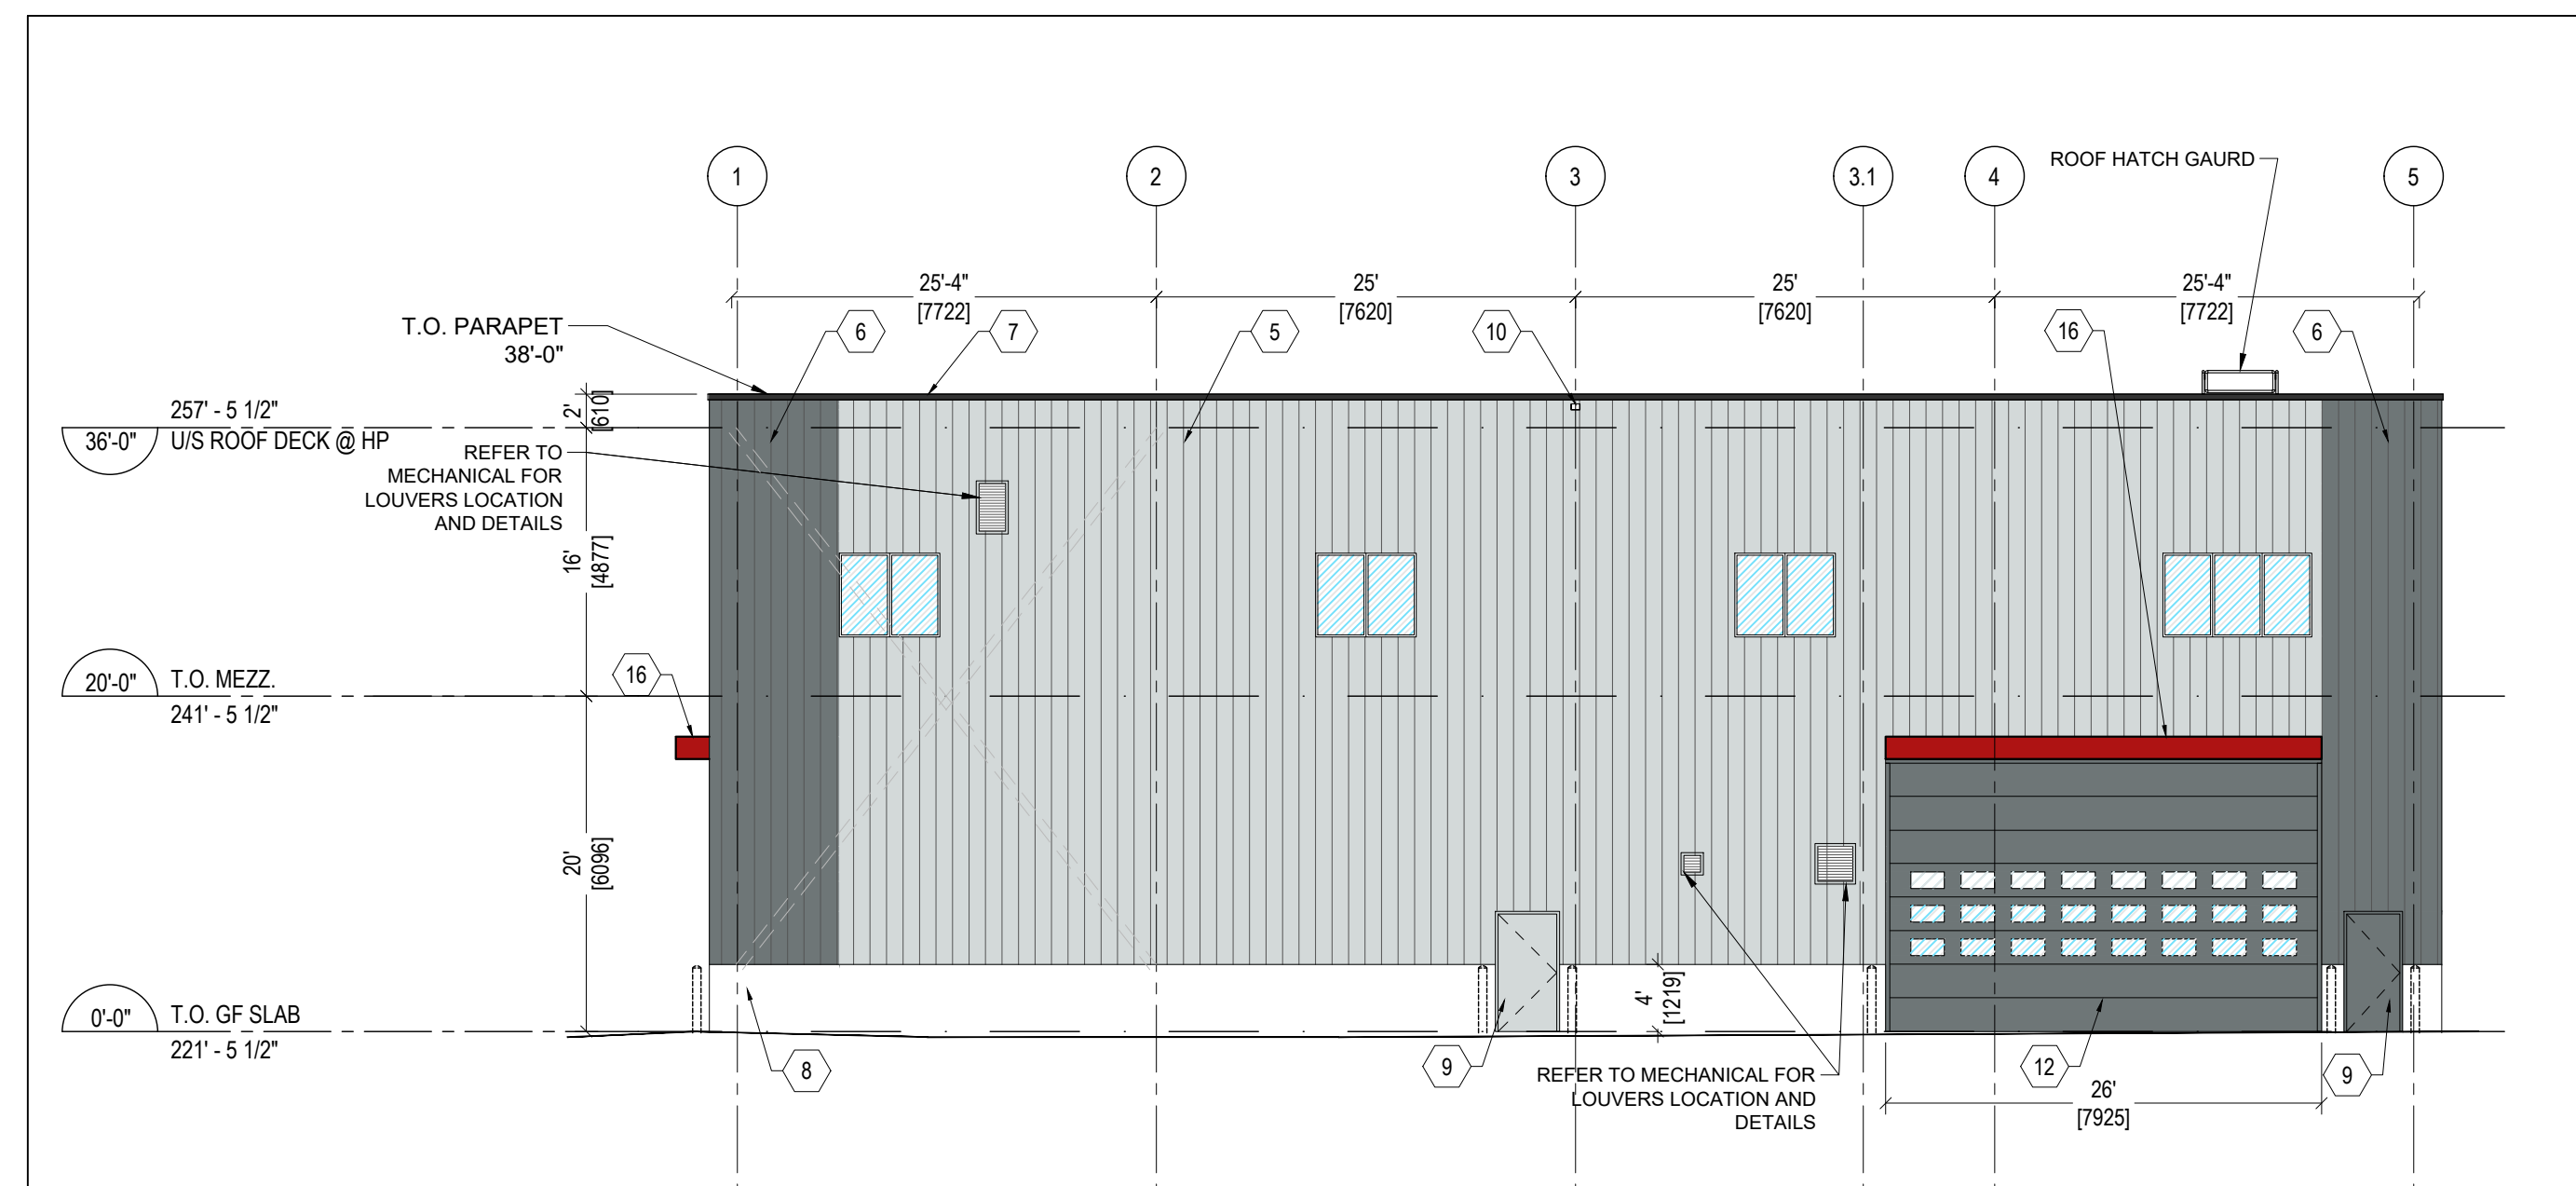 1
2
3
3.1
4
5
ROOF HATCH GAURD
25'-4"
[7722]
25'
[7620]
25'
[7620]
25'-4"
[7722]
T.O. PARAPET
38'-0"
6
7
5
10
16
6
2'
[610]
257' - 5 1/2"
36'-0"
U/S ROOF DECK @ HP
REFER TO
MECHANICAL FOR
LOUVERS LOCATION
AND DETAILS
16'
[4877]
16
20'-0"
T.O. MEZZ.
241' - 5 1/2"
20'
[6096]
4'
[1219]
0'-0"
T.O. GF SLAB
221' - 5 1/2"
8
9
REFER TO MECHANICAL FOR
LOUVERS LOCATION AND
DETAILS
12
9
26'
[7925]